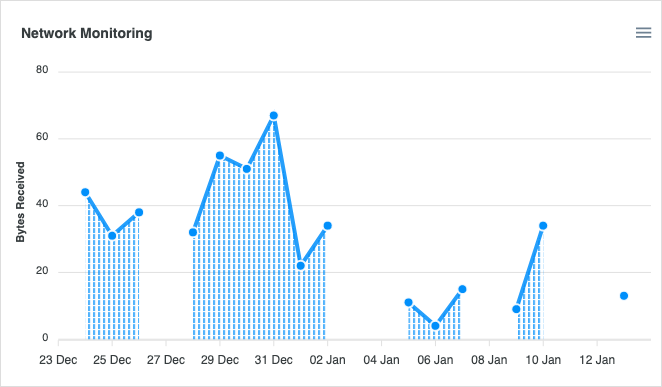 Network Monitoring
80
60
40
20
0
Bytes Received
23 Dec 25 Dec 27 Dec 29 Dec 31 Dec 02 Jan 04 Jan 06 Jan 08 Jan 10 Jan 12 Jan